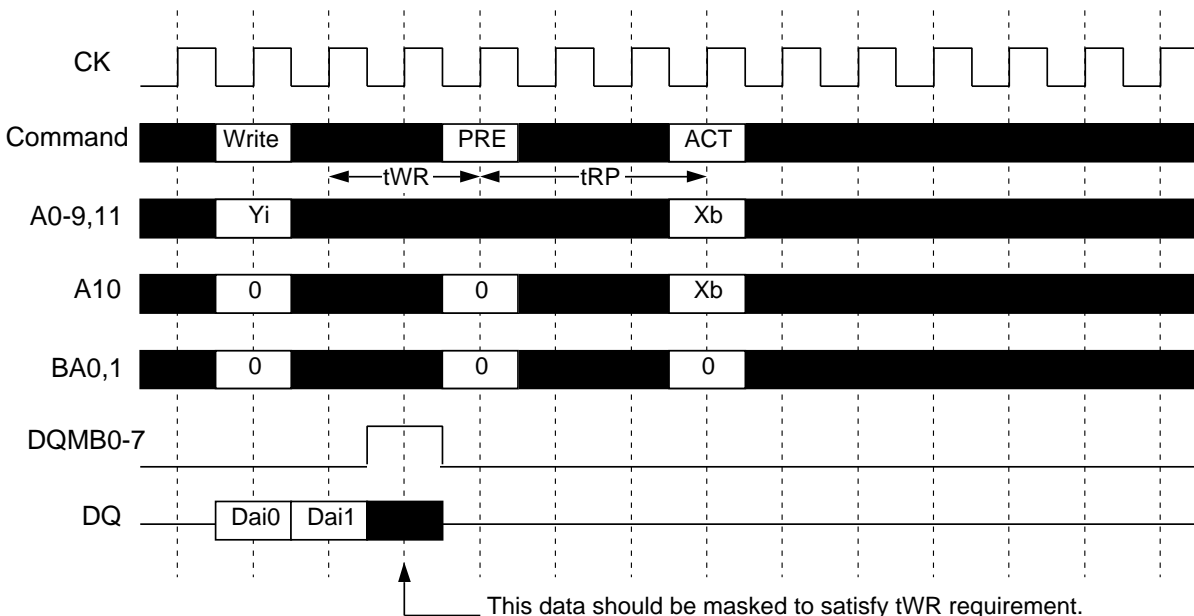 CK
Command Write PRE ACT
tWR tRP
A0-9,11 Yi Xb
A10 0 0 Xb
BA0,1 0 0 0
DQMB0-7
DQ Dai0 Dai1
This data should be masked to satisfy tWR requirement.